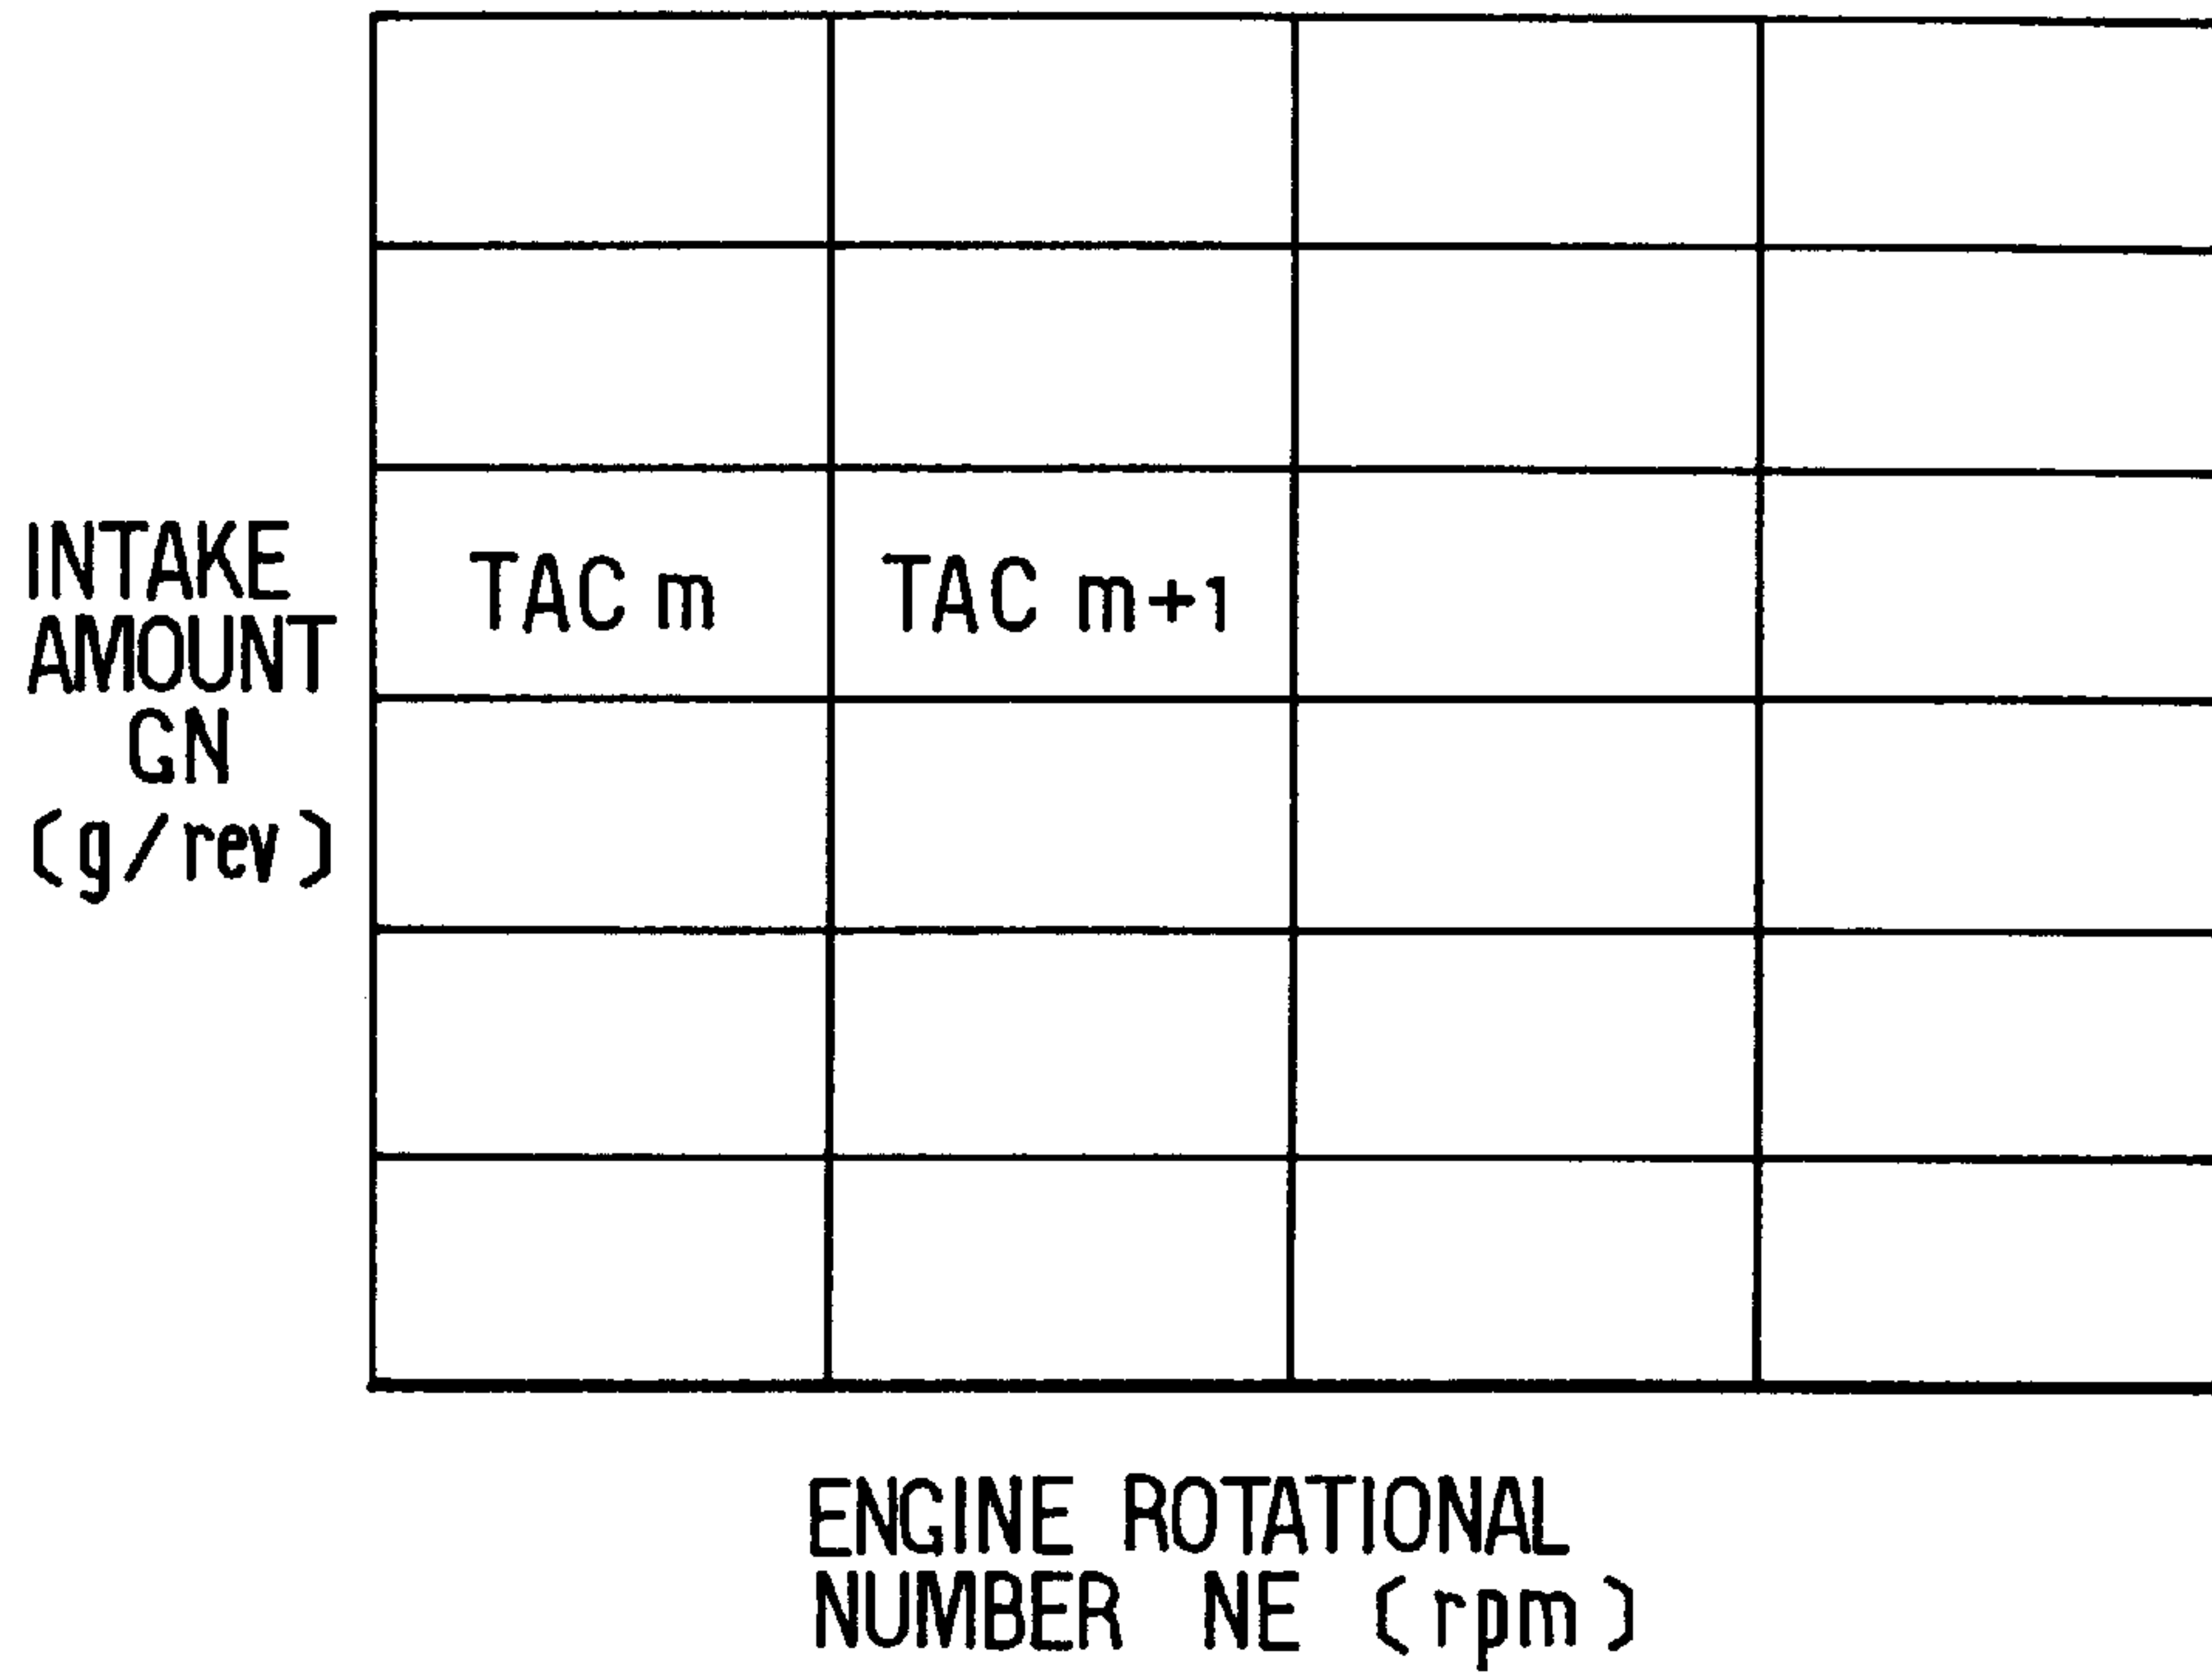 TAC m
TAC m+1
INTAKE
AMOUNT
GN
(g/rev)
ENGINE ROTATIONAL
NUMBER NE (rpm)